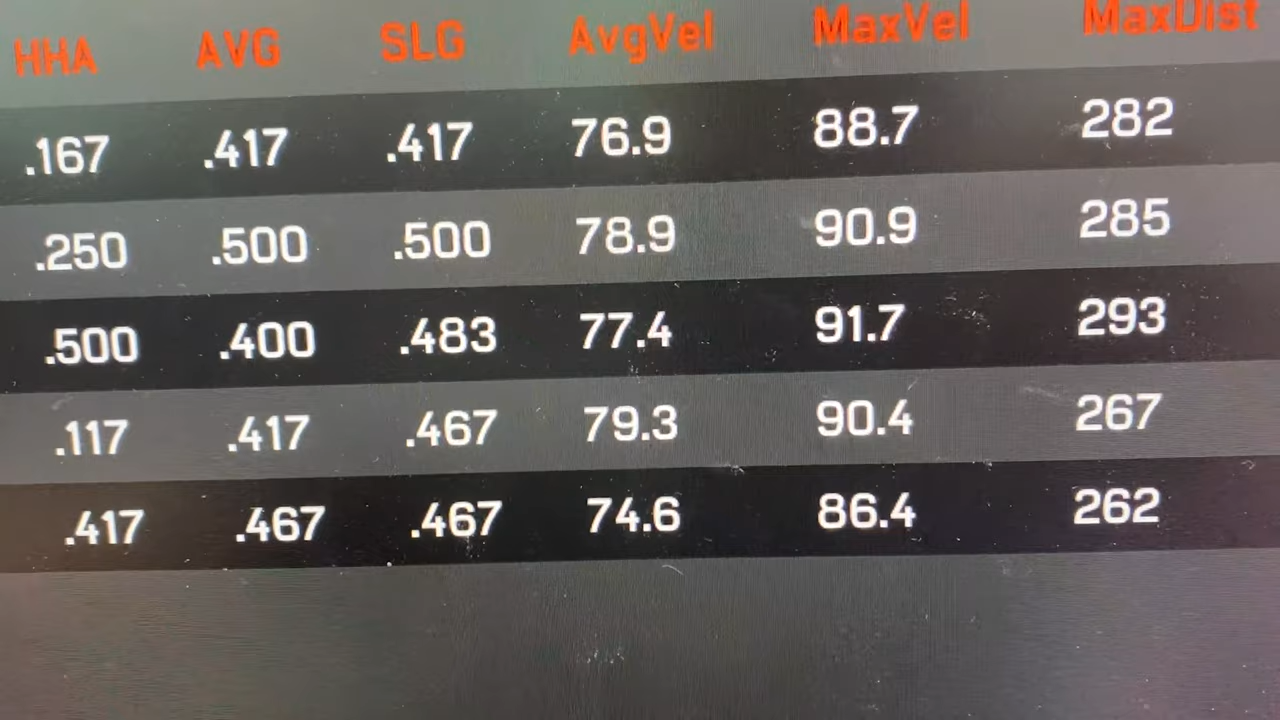 HHA AVG SLG AvgVel MaxVel MaxDist
.167 .417 .417 76.9 88.7 282
.250 .500 .500 78.9 90.9 285
.500 .400 .483 77.4 91.7 293
.117 .417 .467 79.3 90.4 267
.417 .467 .467 74.6 86.4 262